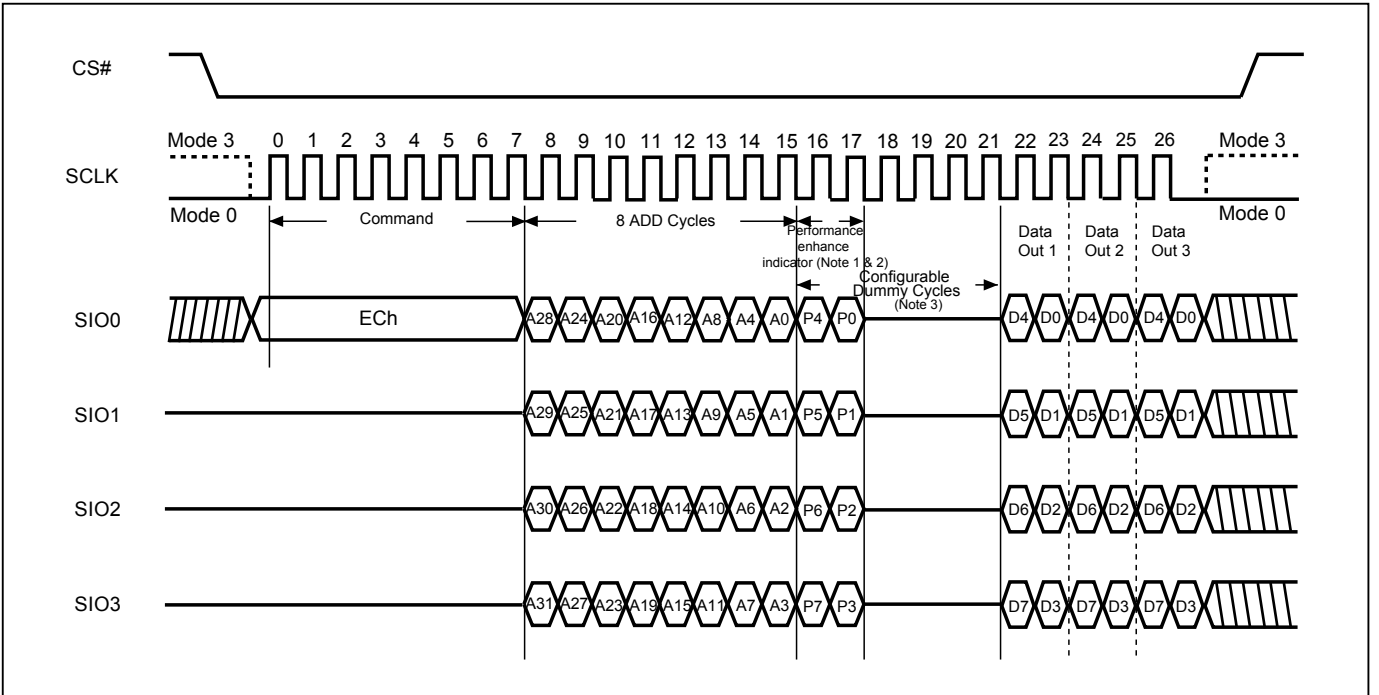 CS#
Mode 3 0 1 2 3 4 5 6 7 8 9 10 11 12 13 14 15 16 17 18 19 20 21 22 23 24 25 26 Mode 3
SCLK
Mode 0 Mode 0
Command 8 ADD Cycles
Performance
enhance
indicator (Note 1 & 2)
Configurable
Dummy Cycles
(Note 3)
Data Data Data
Out 1 Out 2 Out 3
SIO0 ECh A28 A24 A20 A16 A12 A8 A4 A0 P4 P0 D4 D0 D4 D0 D4 D0
SIO1 A29 A25 A21 A17 A13 A9 A5 A1 P5 P1 D5 D1 D5 D1 D5 D1
SIO2 A30 A26 A22 A18 A14 A10 A6 A2 P6 P2 D6 D2 D6 D2 D6 D2
SIO3 A31 A27 A23 A19 A15 A11 A7 A3 P7 P3 D7 D3 D7 D3 D7 D3